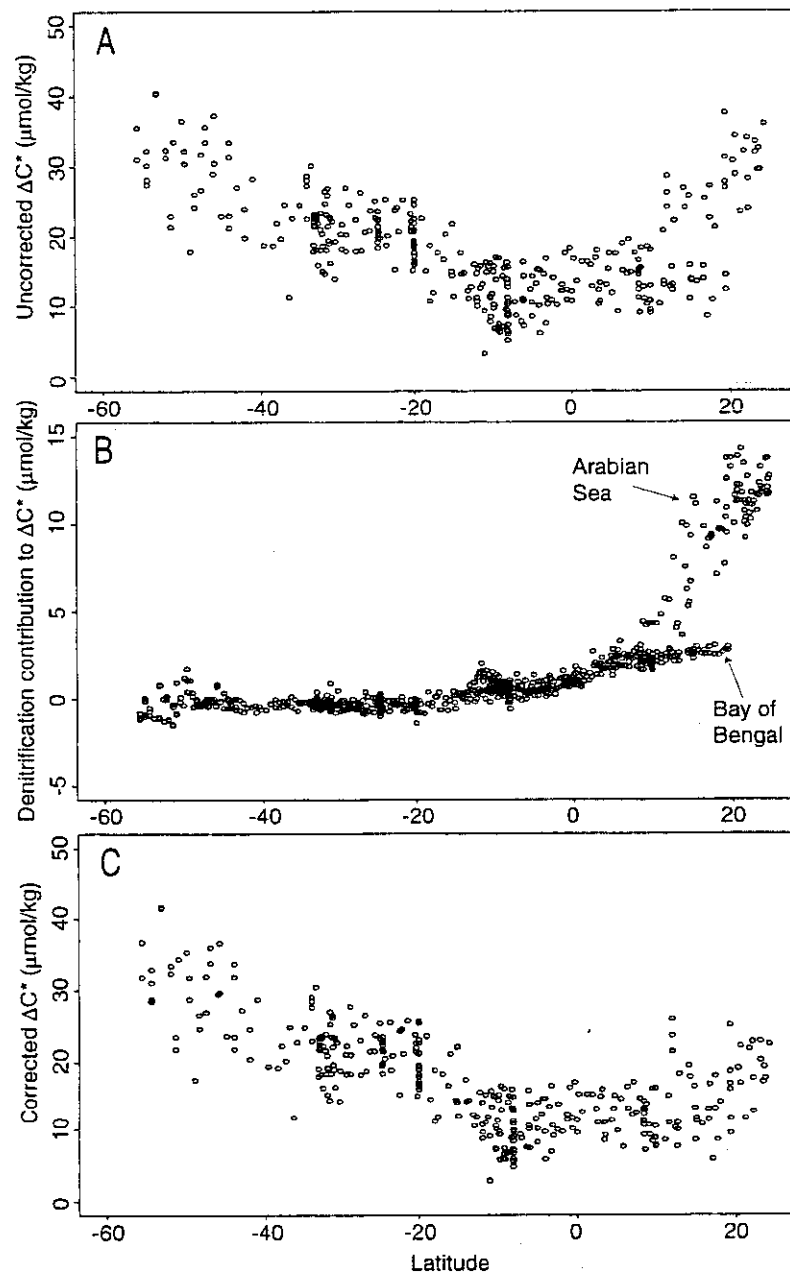 A
Uncorrected ΔC* (μmol/kg)
50
40
30
20
10
0
-60
-40
-20
0
20
B
Denitrification contribution to ΔC* (μmol/kg)
15
10
5
0
-5
Arabian
Sea
Bay of
Bengal
-60
-40
-20
0
20
C
Corrected ΔC* (μmol/kg)
50
40
30
20
10
0
-60
-40
-20
0
20
Latitude